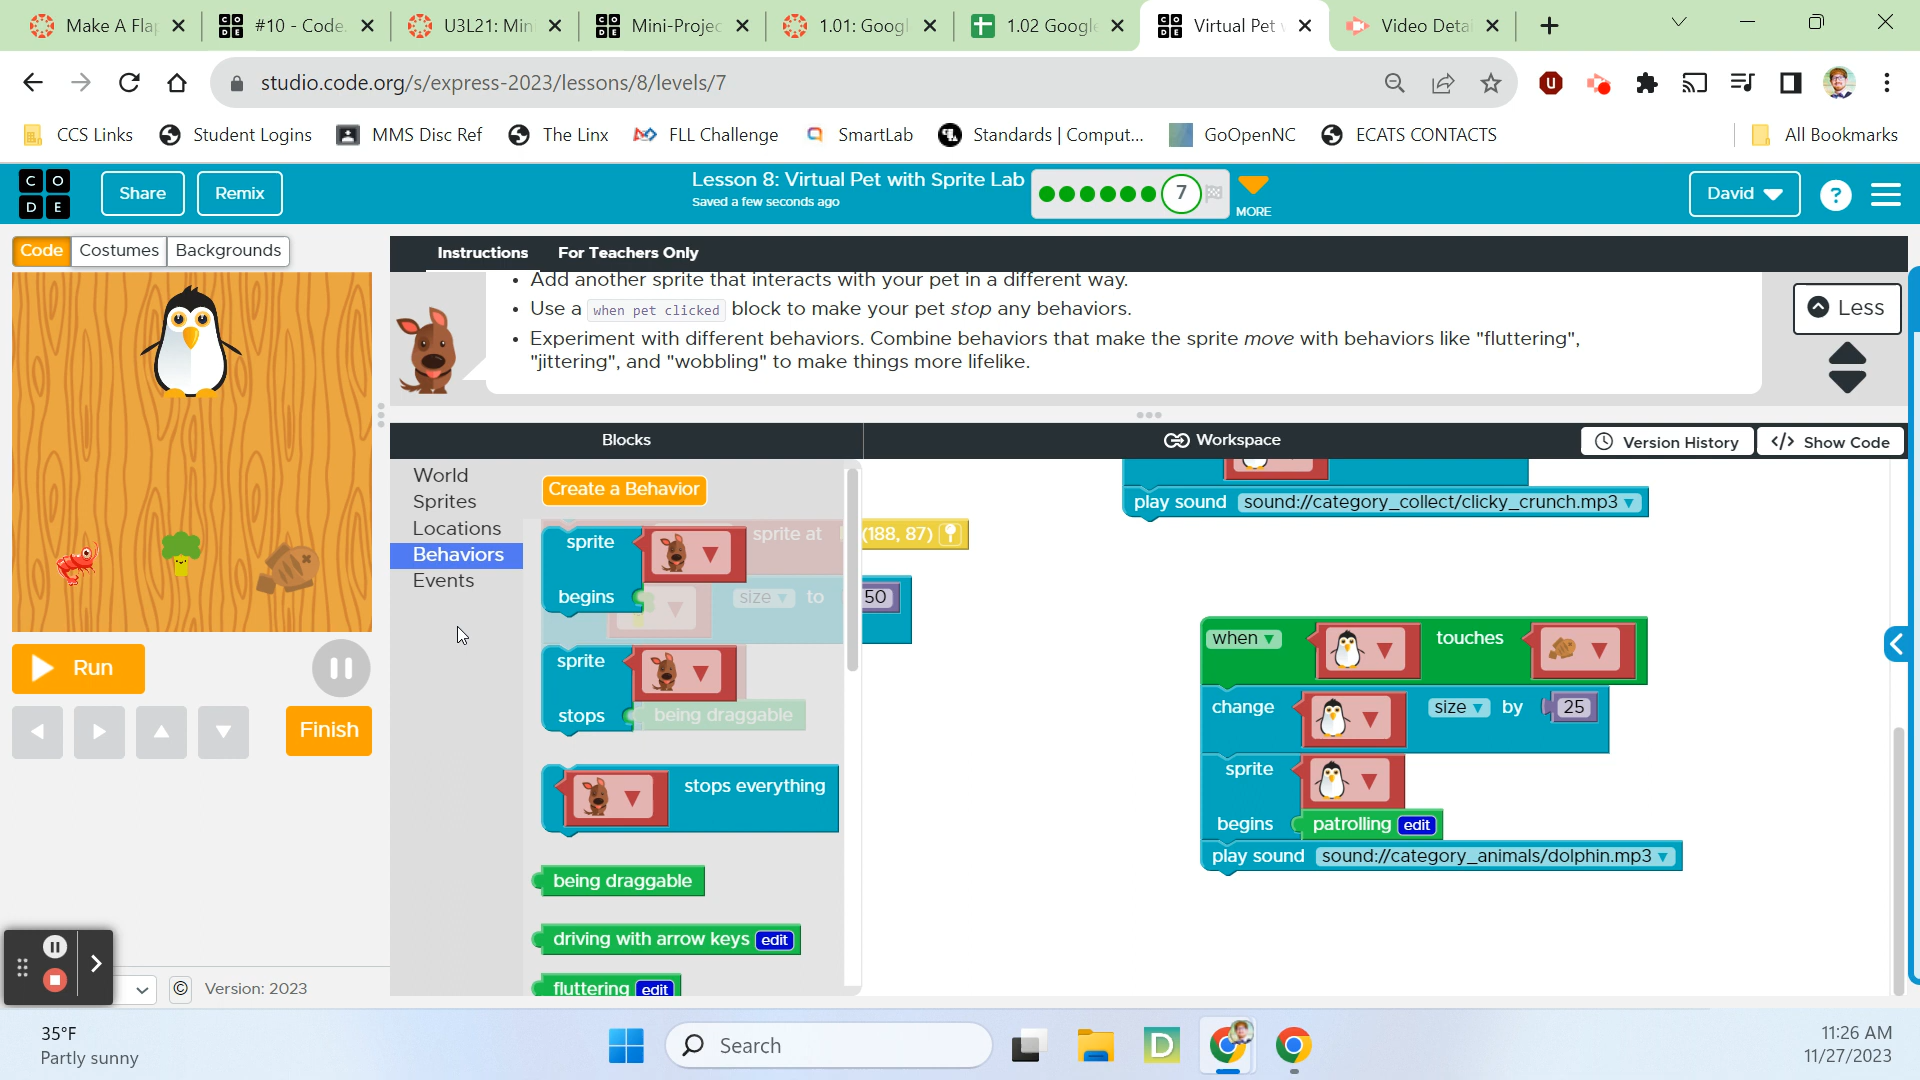 Make A Fla
#10 - Code.
U3L21: Mini
Mini-Projec
1.01: Googl
1.02 Google
Virtual Pet
Video Detai
studio.code.org/s/express-2023/lessons/8/levels/7
CCS Links
Student Logins
MMS Disc Ref
The Linx
FLL Challenge
SmartLab
Standards | Comput...
GoOpenNC
ECATS CONTACTS
All Bookmarks
C O
D E
Share
Remix
Lesson 8: Virtual Pet with Sprite Lab
Saved a few seconds ago
7
MORE
David
?
Code
Costumes
Backgrounds
Instructions
For Teachers Only
• Add another sprite that interacts with your pet in a different way.
• Use a when pet clicked block to make your pet stop any behaviors.
• Experiment with different behaviors. Combine behaviors that make the sprite move with behaviors like "fluttering",
"jittering", and "wobbling" to make things more lifelike.
Less
Blocks
Workspace
Version History
</> Show Code
World
Sprites
Locations
Behaviors
Events
Create a Behavior
sprite
begins
sprite at
(188, 87)
size
to
50
sprite
stops
being draggable
stops everything
being draggable
driving with arrow keys edit
fluttering edit
play sound sound://category_collect/clicky_crunch.mp3
when
touches
change
size
by
25
sprite
begins
patrolling edit
play sound sound://category_animals/dolphin.mp3
Run
Finish
© Version: 2023
35°F
Partly sunny
Search
D
11:26 AM
11/27/2023